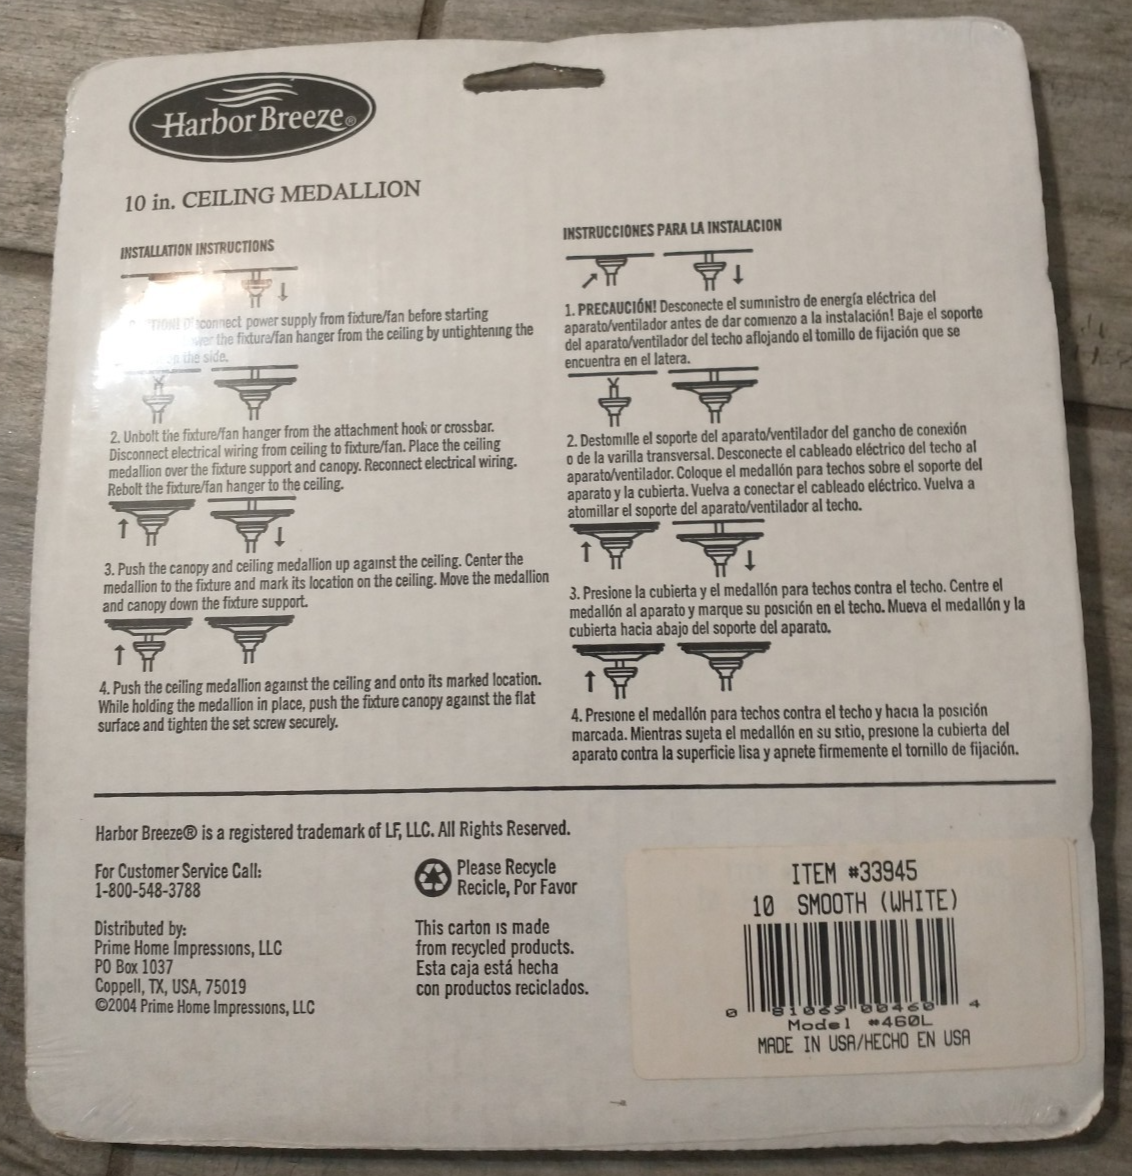 Harbor Breeze®
10 in. CEILING MEDALLION
INSTALLATION INSTRUCTIONS
connect power supply from fixture/fan before starting
the fixture/fan hanger from the ceiling by untightening the
the side.
2. Unbolt the fixture/fan hanger from the attachment hook or crossbar.
Disconnect electrical wiring from ceiling to fixture/fan. Place the ceiling
medallion over the fixture support and canopy. Reconnect electrical wiring.
Rebolt the fixture/fan hanger to the ceiling.
3. Push the canopy and ceiling medallion up against the ceiling. Center the
medallion to the fixture and mark its location on the ceiling. Move the medallion
and canopy down the fixture support.
4. Push the ceiling medallion against the ceiling and onto its marked location.
While holding the medallion in place, push the fixture canopy against the flat
surface and tighten the set screw securely.
INSTRUCCIONES PARA LA INSTALACION
1. PRECAUCIÓN! Desconecte el suministro de energía eléctrica del
aparato/ventilador antes de dar comienzo a la instalación! Baje el soporte
del aparato/ventilador del techo aflojando el tomillo de fijación que se
encuentra en el latera.
2. Destomille el soporte del aparato/ventilador del gancho de conexión
o de la varilla transversal. Desconecte el cableado eléctrico del techo al
aparato/ventilador. Coloque el medallón para techos sobre el soporte del
aparato y la cubierta. Vuelva a conectar el cableado eléctrico. Vuelva a
atomillar el soporte del aparato/ventilador al techo.
3. Presione la cubierta y el medallón para techos contra el techo. Centre el
medallón al aparato y marque su posición en el techo. Mueva el medallón y la
cubierta hacia abajo del soporte del aparato.
4. Presione el medallón para techos contra el techo y hacia la posición
marcada. Mientras sujeta el medallón en su sitio, presione la cubierta del
aparato contra la superficie lisa y apriete firmemente el tornillo de fijación.
Harbor Breeze® is a registered trademark of LF, LLC. All Rights Reserved.
For Customer Service Call:
1-800-548-3788
Distributed by:
Prime Home Impressions, LLC
PO Box 1037
Coppell, TX, USA, 75019
©2004 Prime Home Impressions, LLC
Please Recycle
Recicle, Por Favor
This carton is made
from recycled products.
Esta caja está hecha
con productos reciclados.
ITEM #33945
10 SMOOTH (WHITE)
0 81069 00460 4
Model #460L
MADE IN USA/HECHO EN USA